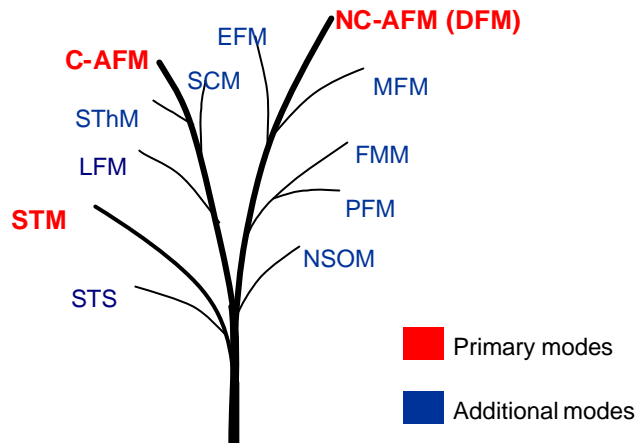 NC-AFM (DFM)
EFM
C-AFM
SCM
MFM
SThM
FMM
LFM
PFM
STM
NSOM
STS
Primary modes
Additional modes